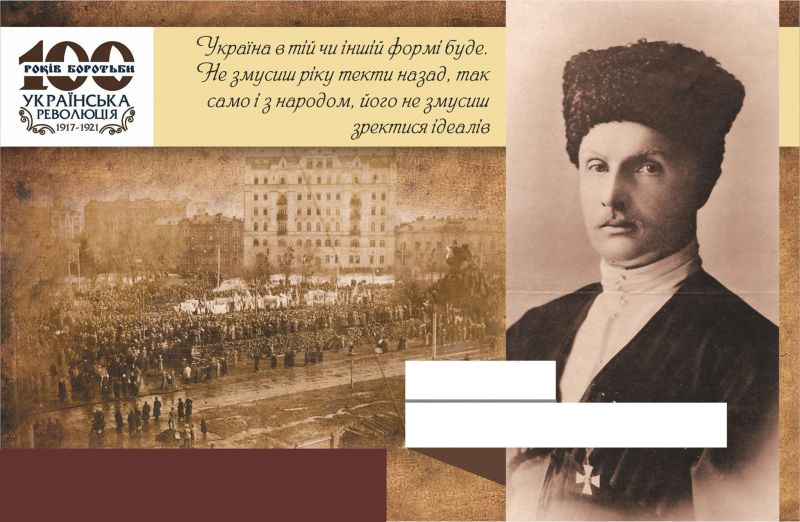 100
РОКІВ БОРОТЬБИ
УКРАЇНСЬКА
РЕВОЛЮЦІЯ
1917-1921
Україна в тій чи іншій формі буде.
Не змусиш ріку текти назад, так
само і з народом, його не змусиш
зректися ідеалів